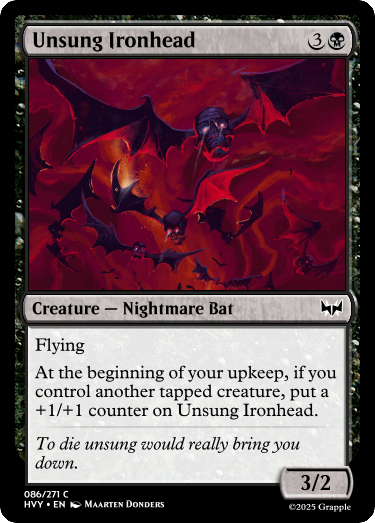 Unsung Ironhead 3
Creature — Nightmare Bat
Flying
At the beginning of your upkeep, if you
control another tapped creature, put a
+1/+1 counter on Unsung Ironhead.
To die unsung would really bring you
down.
3/2
086/271 C
HVY • EN Maarten Donders
©2025 Grapple